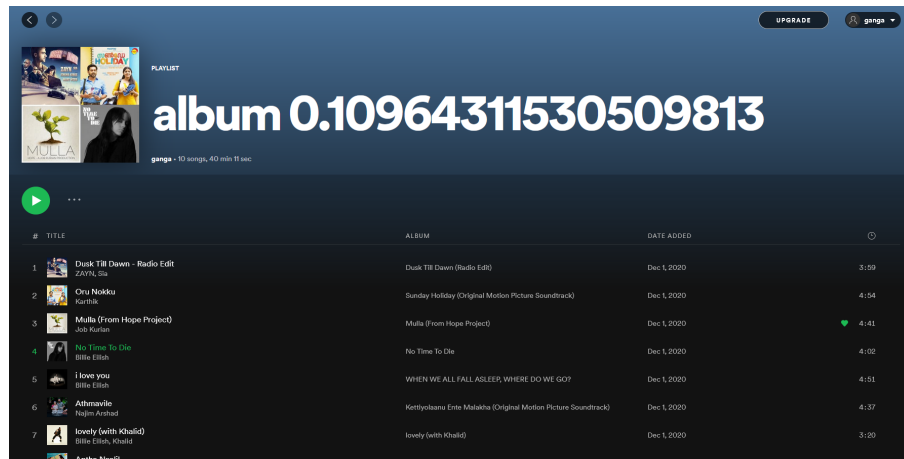 UPGRADE
ganga
HOLIDAY
MULLA
NO
TIME
TO
DIE
PLAYLIST
album 0.10964311530509813
ganga • 10 songs, 40 min 11 sec
# TITLE ALBUM DATE ADDED
1 Dusk Till Dawn - Radio Edit Dusk Till Dawn (Radio Edit) Dec 1, 2020 3:59
ZAYN, Sia
2 Oru Nokku Sunday Holiday (Original Motion Picture Soundtrack) Dec 1, 2020 4:54
Karthik
3 Mulla (From Hope Project) Mulla (From Hope Project) Dec 1, 2020 4:41
Job Kurian
4 No Time To Die No Time To Die Dec 1, 2020 4:02
Billie Eilish
5 i love you WHEN WE ALL FALL ASLEEP, WHERE DO WE GO? Dec 1, 2020 4:51
Billie Eilish
6 Athmavile Kettiyolaanu Ente Malakha (Original Motion Picture Soundtrack) Dec 1, 2020 4:37
Najim Arshad
7 lovely (with Khalid) lovely (with Khalid) Dec 1, 2020 3:20
Billie Eilish, Khalid